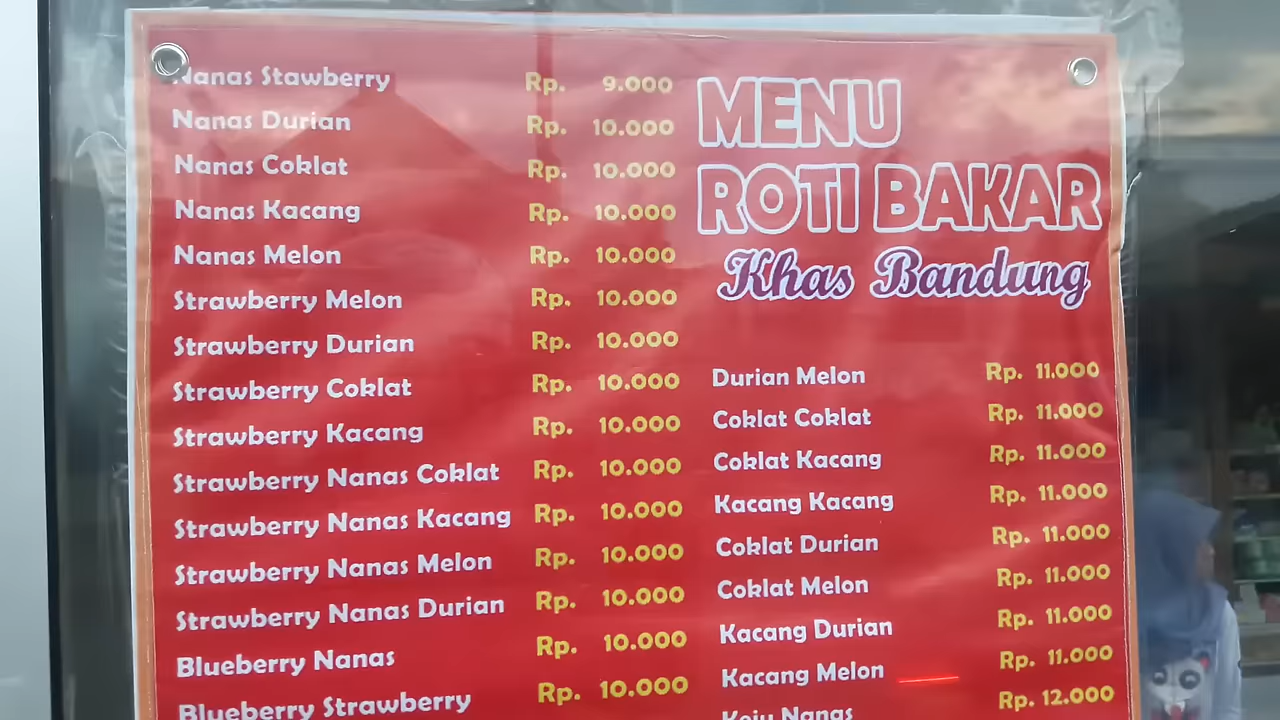 Nanas Stawberry Rp. 9.000
Nanas Durian Rp. 10.000
Nanas Coklat Rp. 10.000
Nanas Kacang Rp. 10.000
Nanas Melon Rp. 10.000
Strawberry Melon Rp. 10.000
Strawberry Durian Rp. 10.000
Strawberry Coklat Rp. 10.000
Strawberry Kacang Rp. 10.000
Strawberry Nanas Coklat Rp. 10.000
Strawberry Nanas Kacang Rp. 10.000
Strawberry Nanas Melon Rp. 10.000
Strawberry Nanas Durian Rp. 10.000
Blueberry Nanas Rp. 10.000
Blueberry Strawberry Rp. 10.000
MENU
ROTI BAKAR
Khas Bandung
Durian Melon Rp. 11.000
Coklat Coklat Rp. 11.000
Coklat Kacang Rp. 11.000
Kacang Kacang Rp. 11.000
Coklat Durian Rp. 11.000
Coklat Melon Rp. 11.000
Kacang Durian Rp. 11.000
Kacang Melon Rp. 11.000
Keju Nanas Rp. 12.000